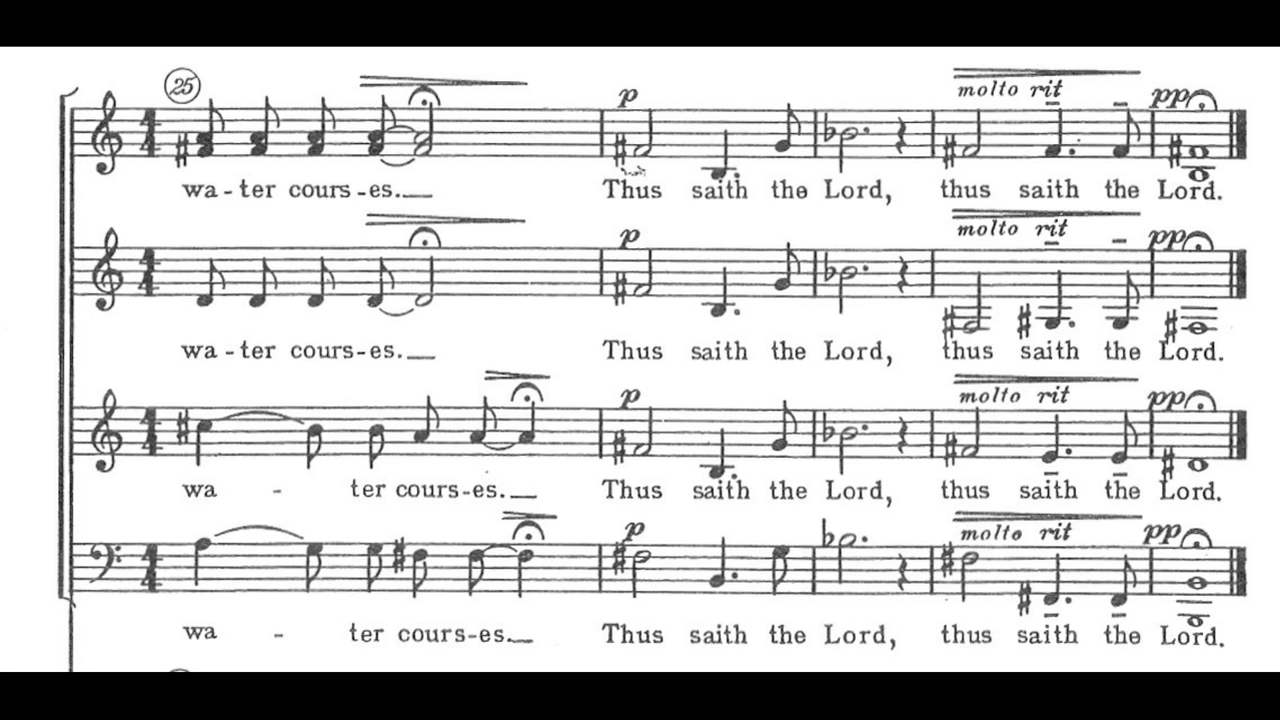 25
p molto rit pp
wa - ter cours - es. Thus saith the Lord, thus saith the Lord.
p molto rit pp
wa - ter cours - es. Thus saith the Lord, thus saith the Lord.
p molto rit pp
wa - ter cours - es. Thus saith the Lord, thus saith the Lord.
p molto rit pp
wa - ter cours - es. Thus saith the Lord, thus saith the Lord.